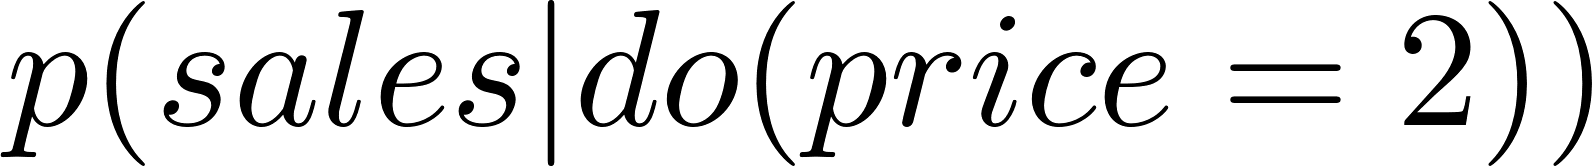 p(sales|do(price = 2))